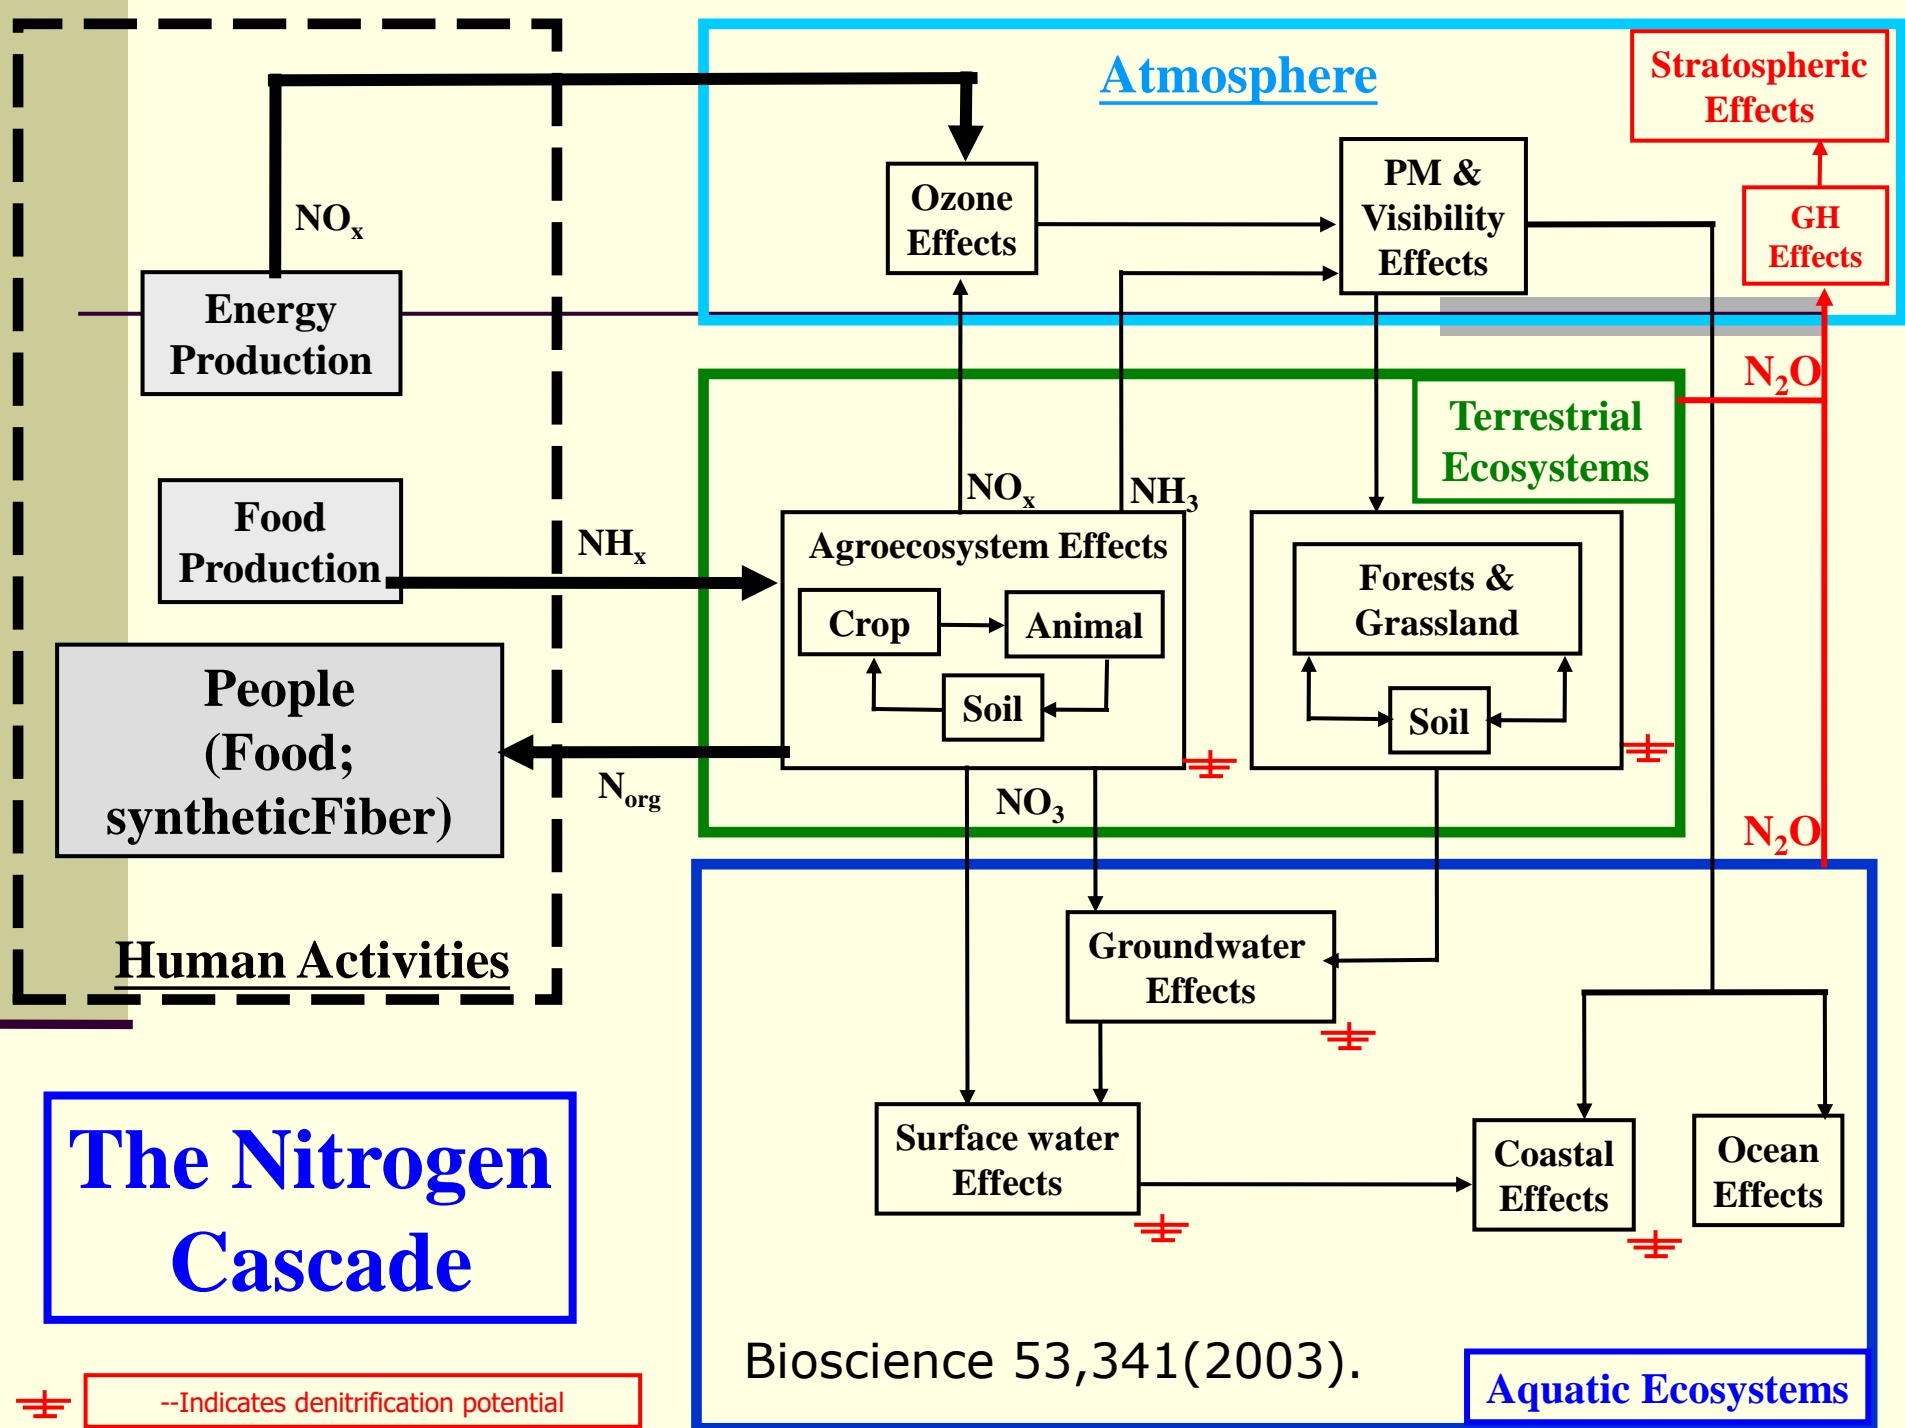 Atmosphere
Stratospheric
Effects
NOₓ
Ozone
Effects
PM &
Visibility
Effects
GH
Effects
Energy
Production
N₂O
Terrestrial
Ecosystems
Food
Production
NHₓ
NOₓ
NH₃
Agroecosystem Effects
Crop
Animal
Soil
Forests &
Grassland
Soil
People
(Food;
syntheticFiber)
Norg
NO₃
N₂O
Human Activities
Groundwater
Effects
Surface water
Effects
Coastal
Effects
Ocean
Effects
The Nitrogen
Cascade
Bioscience 53,341(2003).
Aquatic Ecosystems
--Indicates denitrification potential